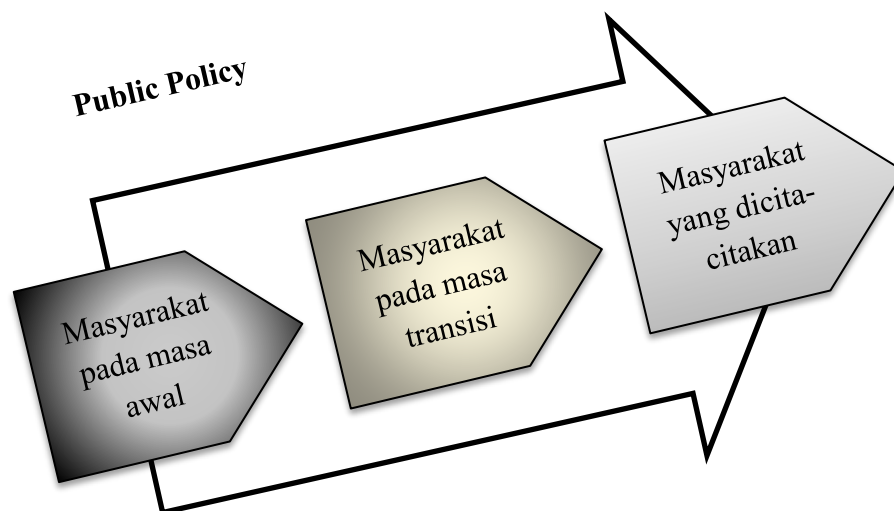 Public Policy
Masyarakat
pada masa
awal
Masyarakat
pada masa
transisi
Masyarakat
yang dicita-
citakan